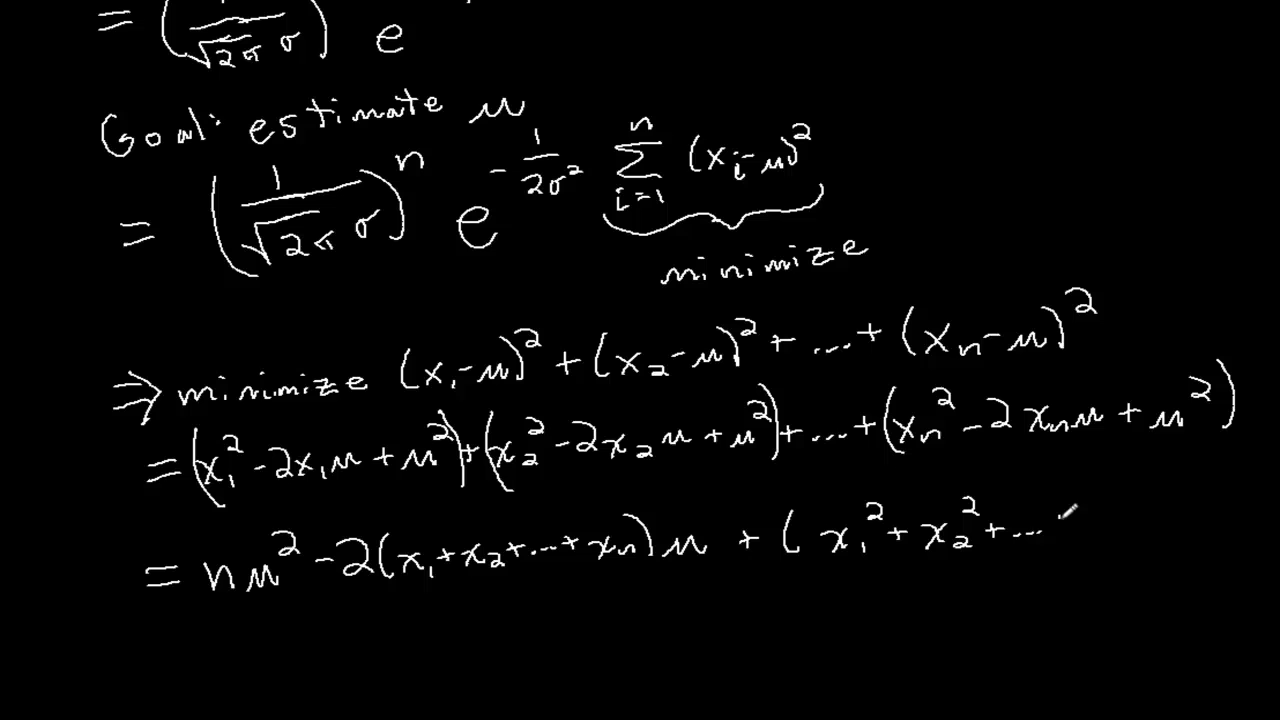 = (1/√2π σ) e
Goal: estimate μ
= (1/√2π σ)^n e^(-1/2σ² ∑_{i=1}^{n} (x_i-μ)²)
minimize
⇒ minimize (x₁-μ)² + (x₂-μ)² + ... + (xₙ-μ)²
= (x₁² - 2x₁μ + μ²) + (x₂² - 2x₂μ + μ²) + ... + (xₙ² - 2xₙμ + μ²)
= nμ² - 2(x₁+x₂+...+xₙ)μ + (x₁² + x₂² + ...